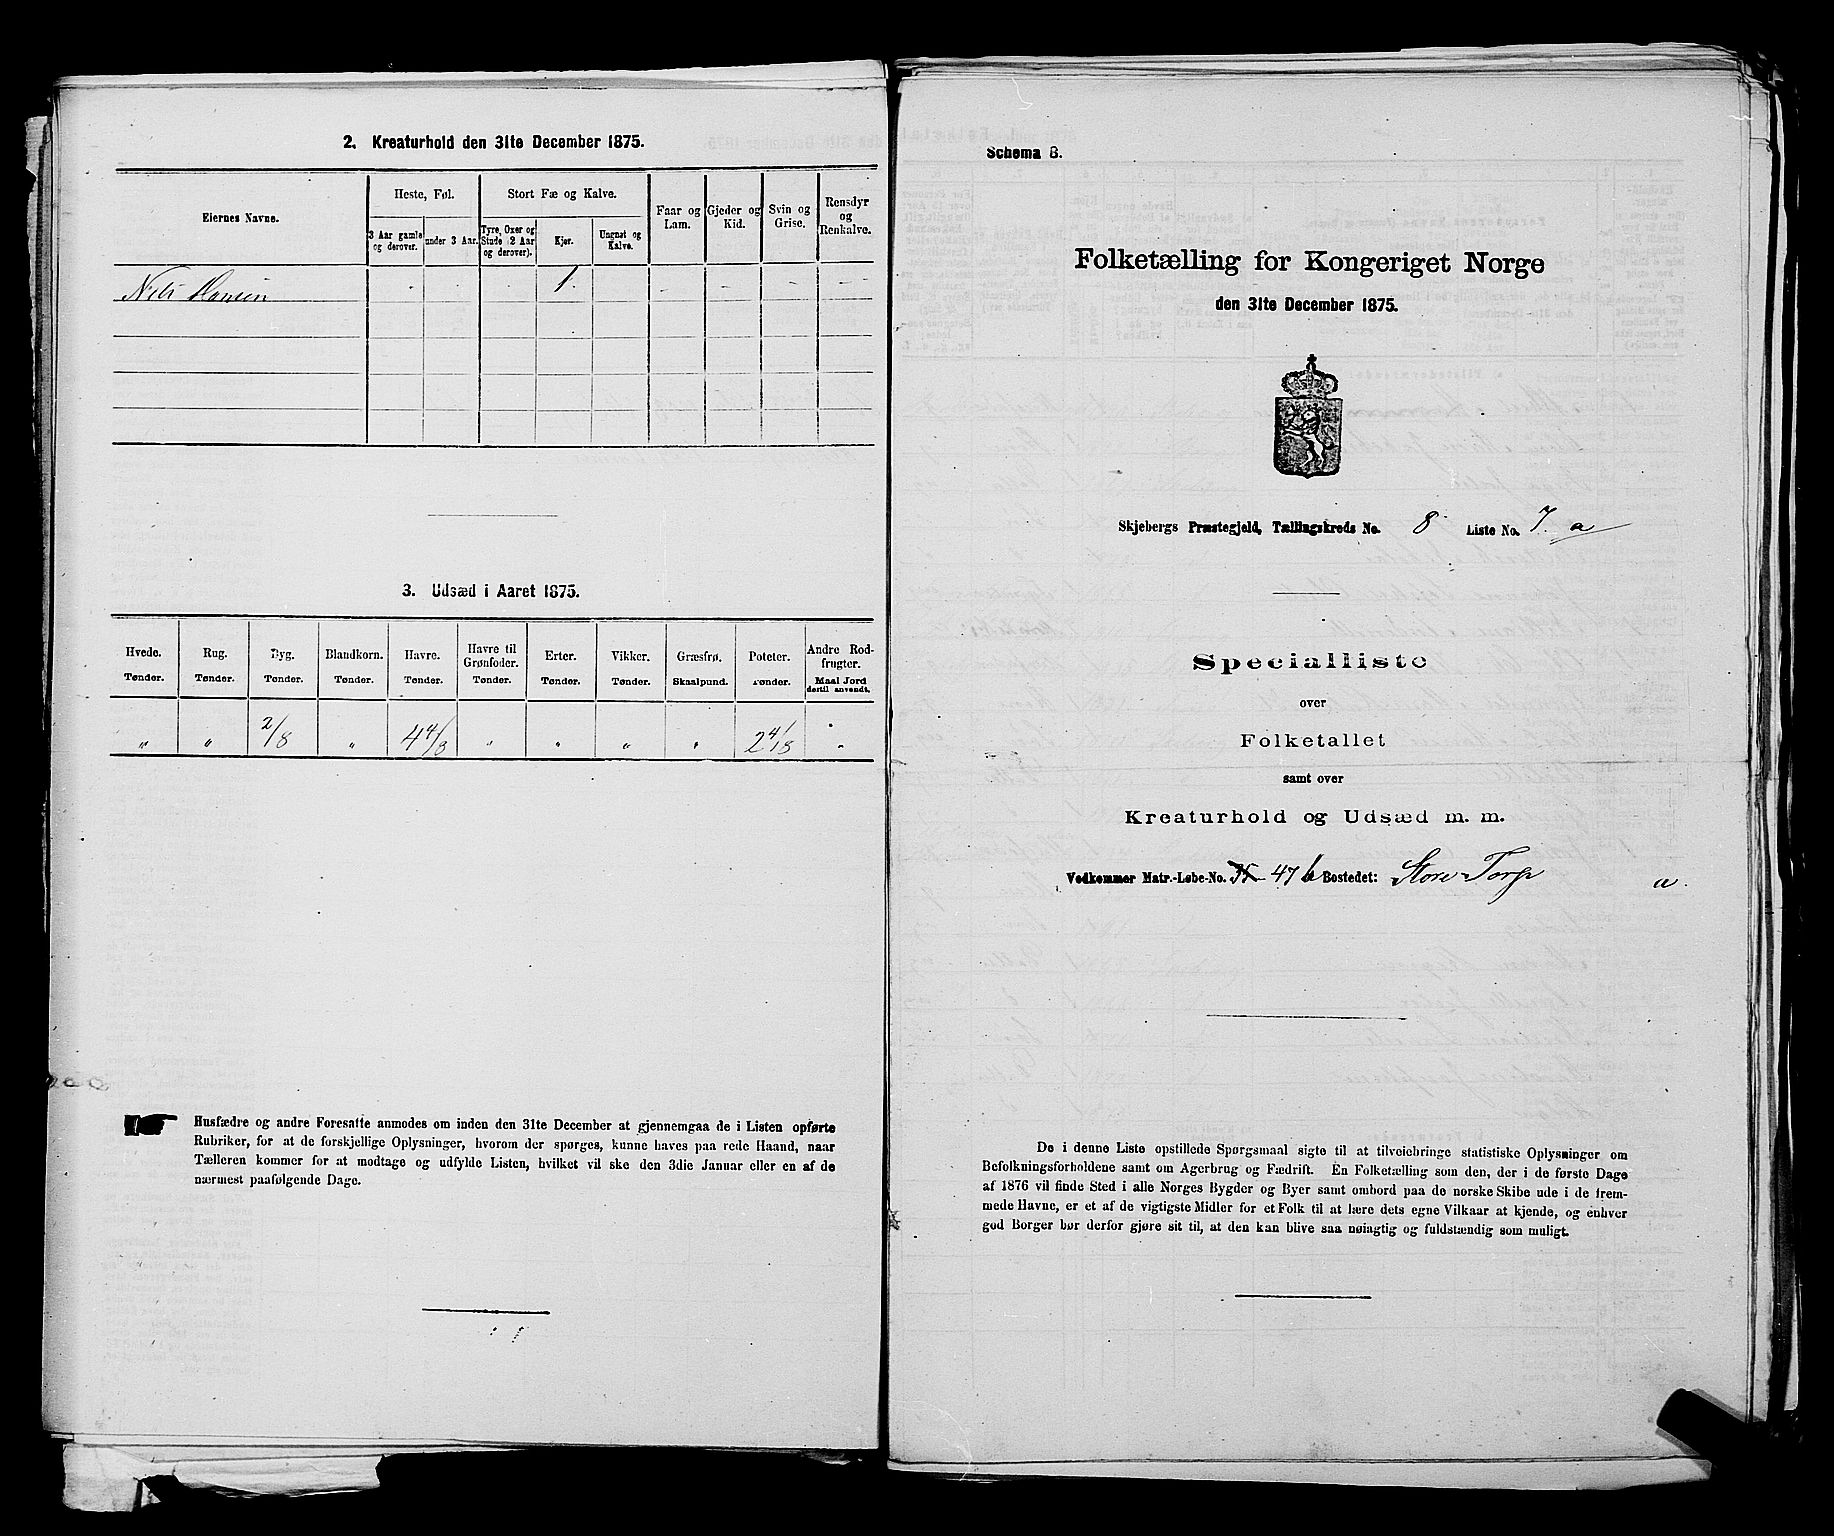 2. Kreaturhold den 31te December 1875.
Eiernes Navne.
Heste, Føl.
Stort Fæ og Kalve.
Faar og Lam.
Gjeder og Kid.
Svin og Grise.
Rensdyr og Renkalve.
3 Aar gamle og derover.
under 3 Aar.
Tyre, Oxer og Stude (2 Aar og derover).
Kjør.
Ungnøt og Kalve.
Nils Hansen - - - 1 - - - - -
3. Udsæd i Aaret 1875.
Hvede. Rug. Byg. Blandkorn. Havre. Havre til Grønfoder. Erter. Vikker. Græsfrø. Poteter. Andre Rodfrugter.
Tønder. Tønder. Tønder. Tønder. Tønder. Tønder. Tønder. Tønder. Skaalpund. Tønder. Maal Jord dertil anvendt.
" " 2/8 " 4 4/8 " " " " 2 4/8 "
Husfædre og andre Foresatte anmodes om inden den 31te December at gjennemgaa de i Listen opførte
Rubriker, for at de forskjellige Oplysninger, hvorom der spørges, kunne haves paa rede Haand, naar
Tælleren kommer for at modtage og udfylde Listen, hvilket vil ske den 3die Januar eller en af de
nærmest paafølgende Dage.
Schema B.
Folketælling for Kongeriget Norge
den 31te December 1875.
Skjebergs Præstegjeld, Tællingskreds No. 8 Liste No. 7. a
Specialliste
over
Folketallet
samt over
Kreaturhold og Udsæd m. m.
Vedkommer Matr.-Løbe-No. 47 b Bostedet: Store Torp
De i denne Liste opstillede Spørgsmaal sigte til at tilveiebringe statistiske Oplysninger om
Befolkningsforholdene samt om Agerbrug og Fædrift. En Folketælling som den, der i de første Dage
af 1876 vil finde Sted i alle Norges Bygder og Byer samt ombord paa de norske Skibe ude i de frem-
mede Havne, er et af de vigtigste Midler for et Folk til at lære dets egne Vilkaar at kjende, og enhver
god Borger bør derfor gjøre sit til, at den kan blive saa nøiagtig og fuldstændig som muligt.